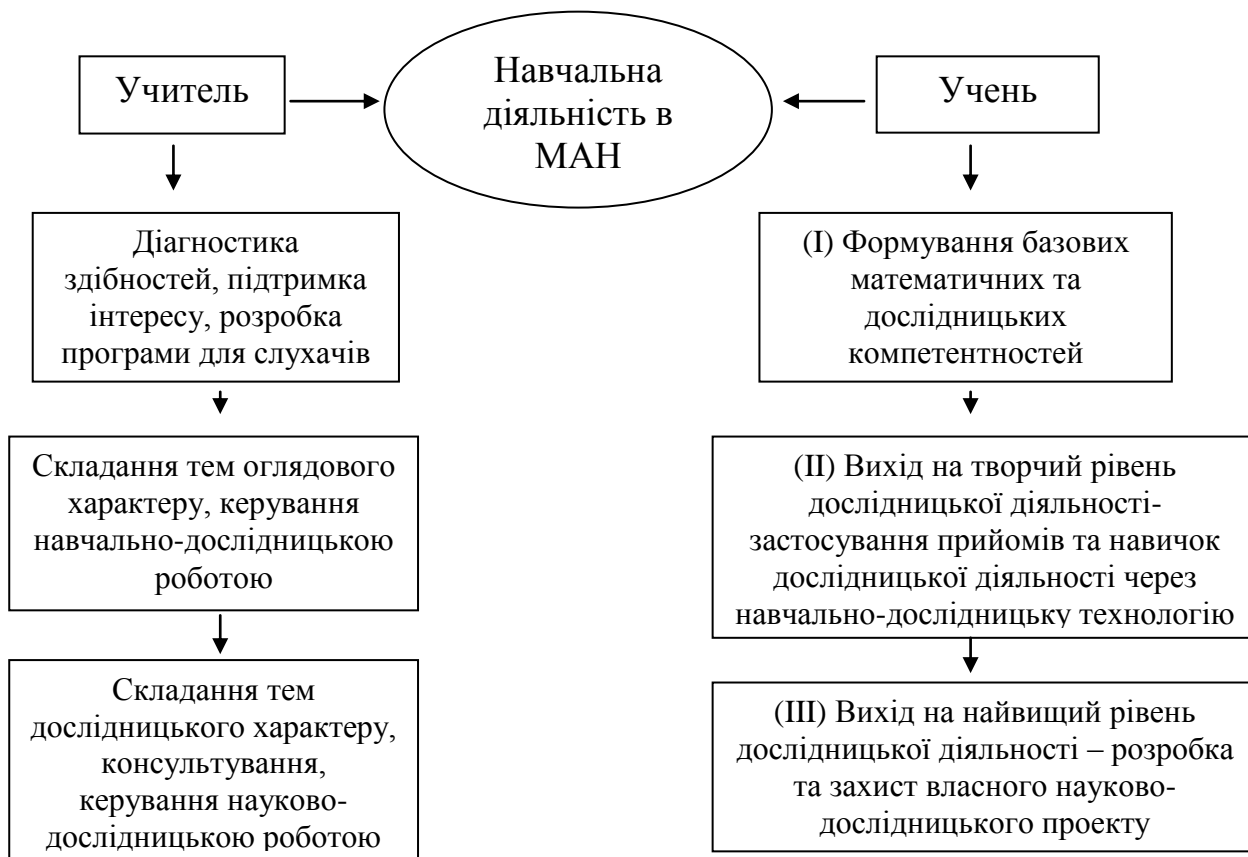 Учитель
Навчальна
діяльність в
МАН
Учень
Діагностика
здібностей, підтримка
інтересу, розробка
програми для слухачів
(I) Формування базових
математичних та
дослідницьких
компетентностей
Складання тем оглядового
характеру, керування
навчально-дослідницькою
роботою
(II) Вихід на творчий рівень
дослідницької діяльності-
застосування прийомів та навичок
дослідницької діяльності через
навчально-дослідницьку технологію
Складання тем
дослідницького характеру,
консультування,
керування науково-
дослідницькою роботою
(III) Вихід на найвищий рівень
дослідницької діяльності – розробка
та захист власного науково-
дослідницького проекту